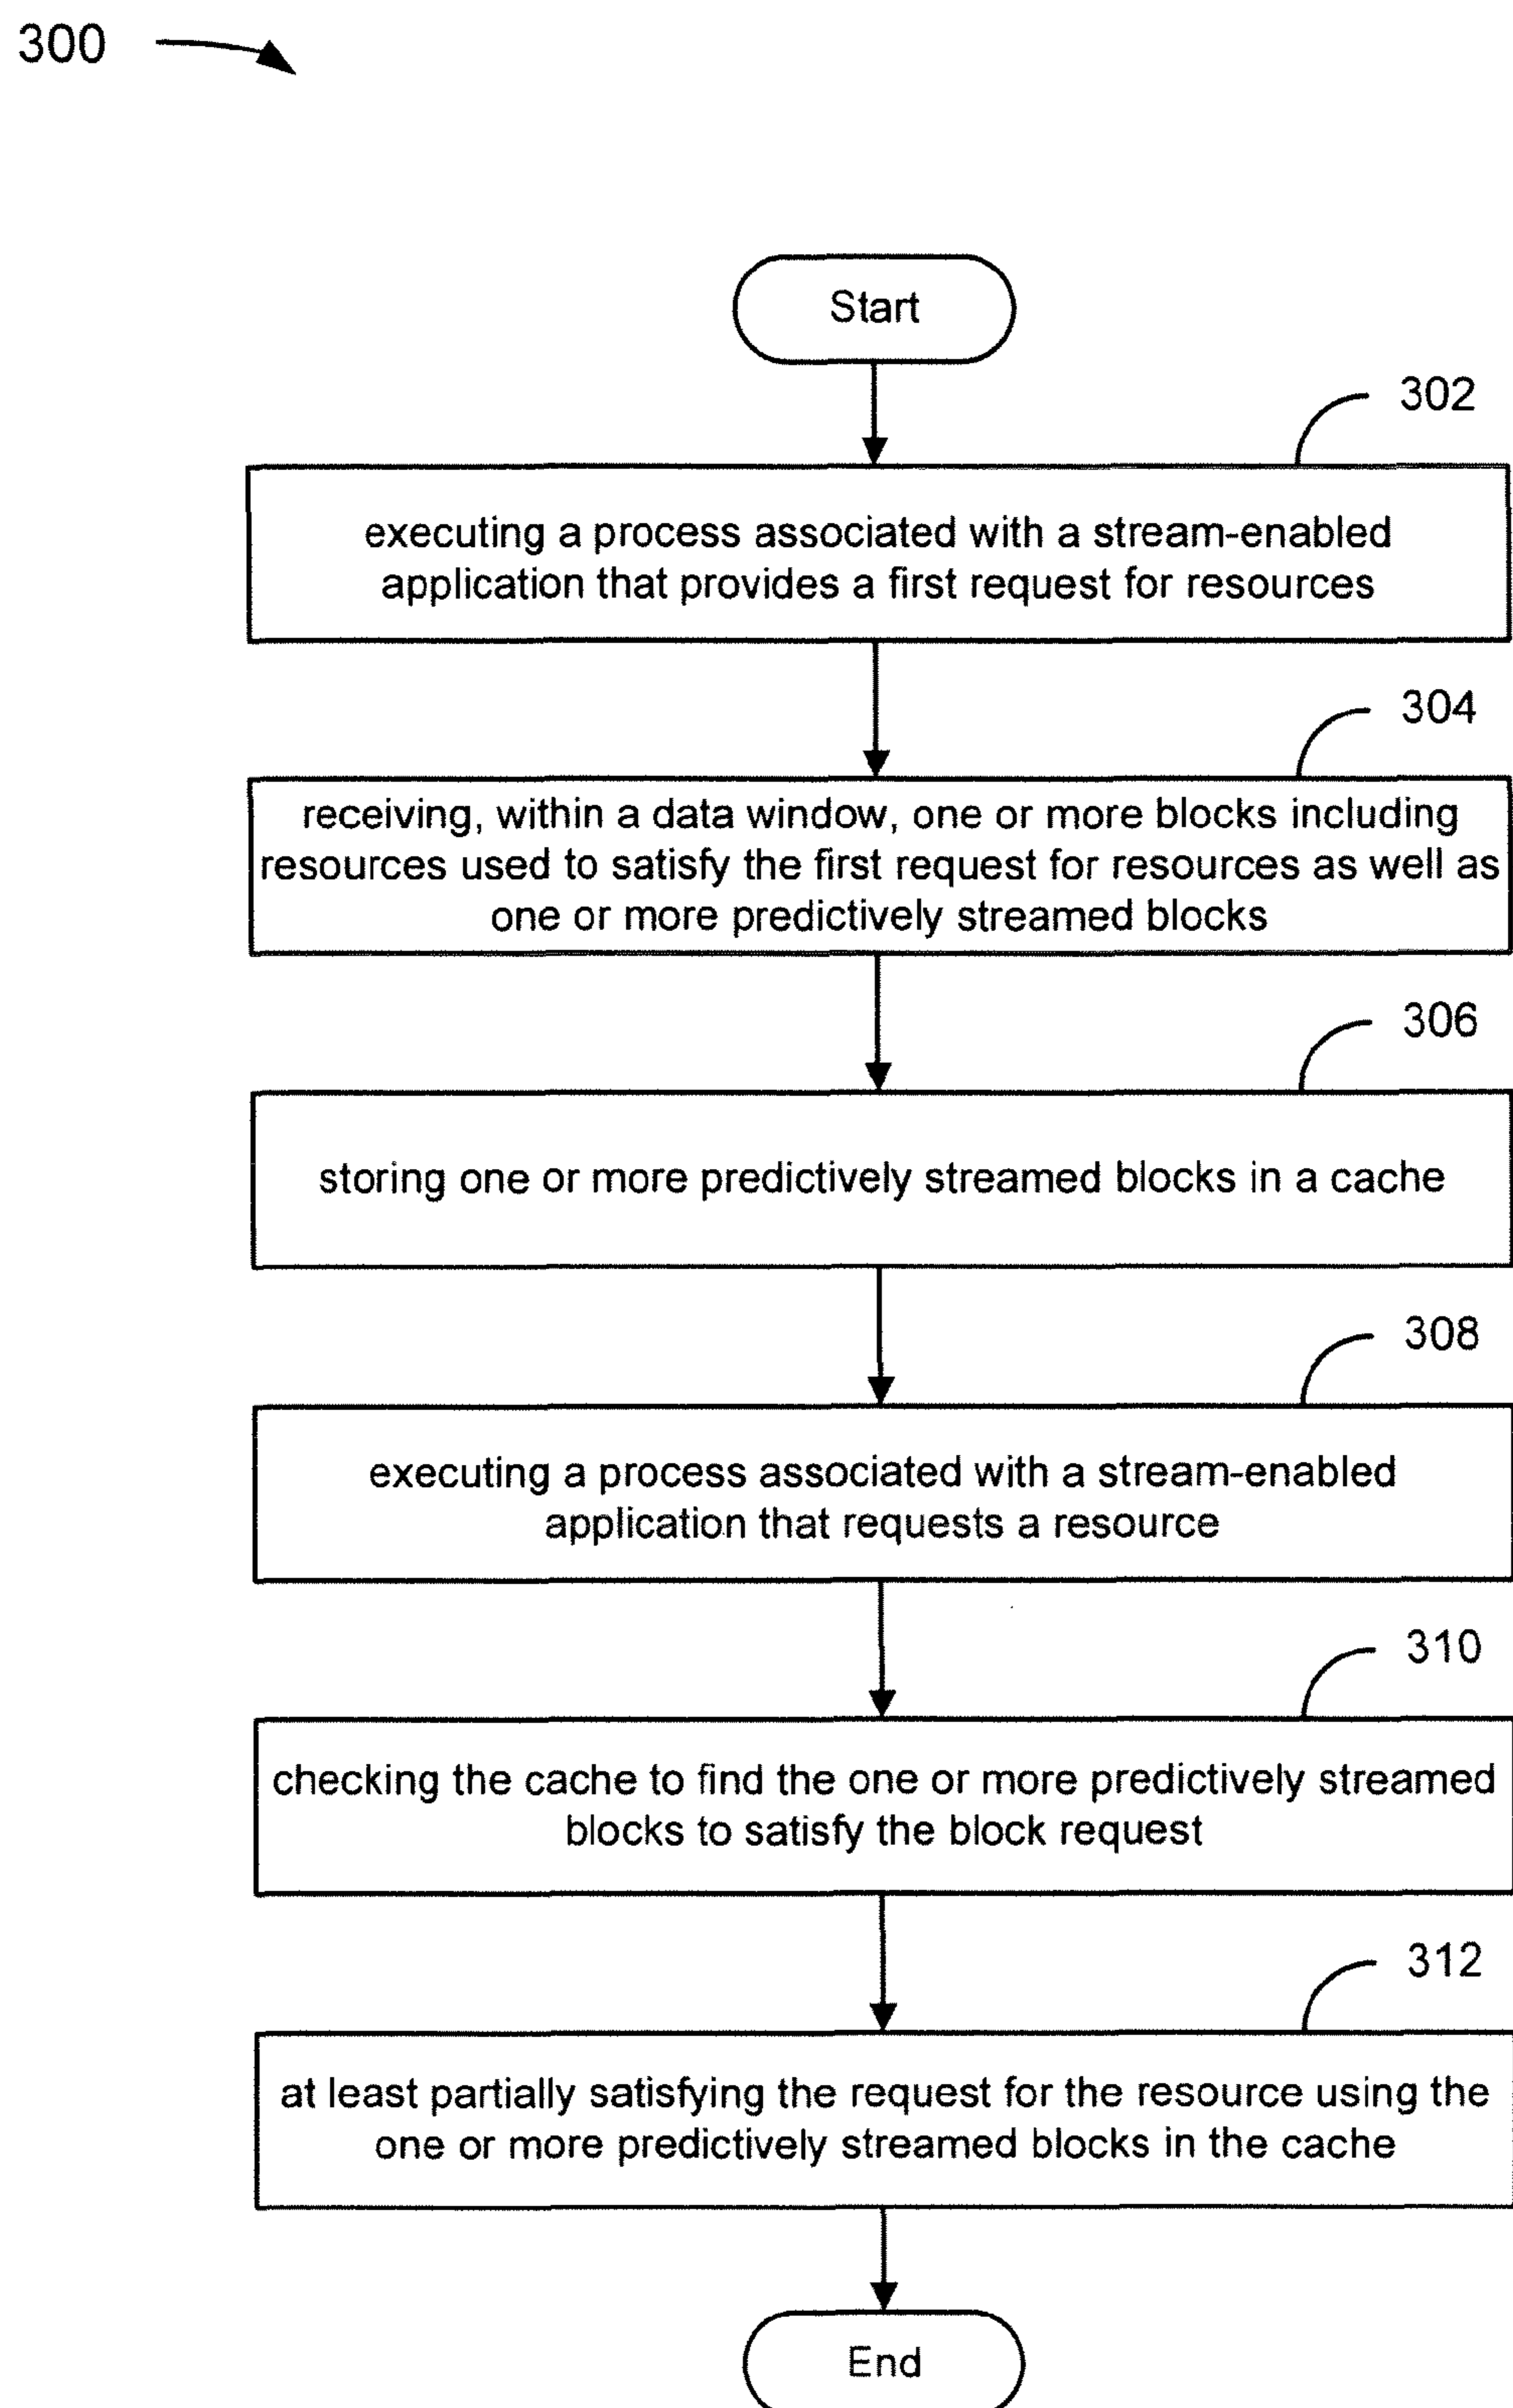 300
Start
302
executing a process associated with a stream-enabled
application that provides a first request for resources
304
receiving, within a data window, one or more blocks including
resources used to satisfy the first request for resources as well as
one or more predictively streamed blocks
306
storing one or more predictively streamed blocks in a cache
308
executing a process associated with a stream-enabled
application that requests a resource
310
checking the cache to find the one or more predictively streamed
blocks to satisfy the block request
312
at least partially satisfying the request for the resource using the
one or more predictively streamed blocks in the cache
End